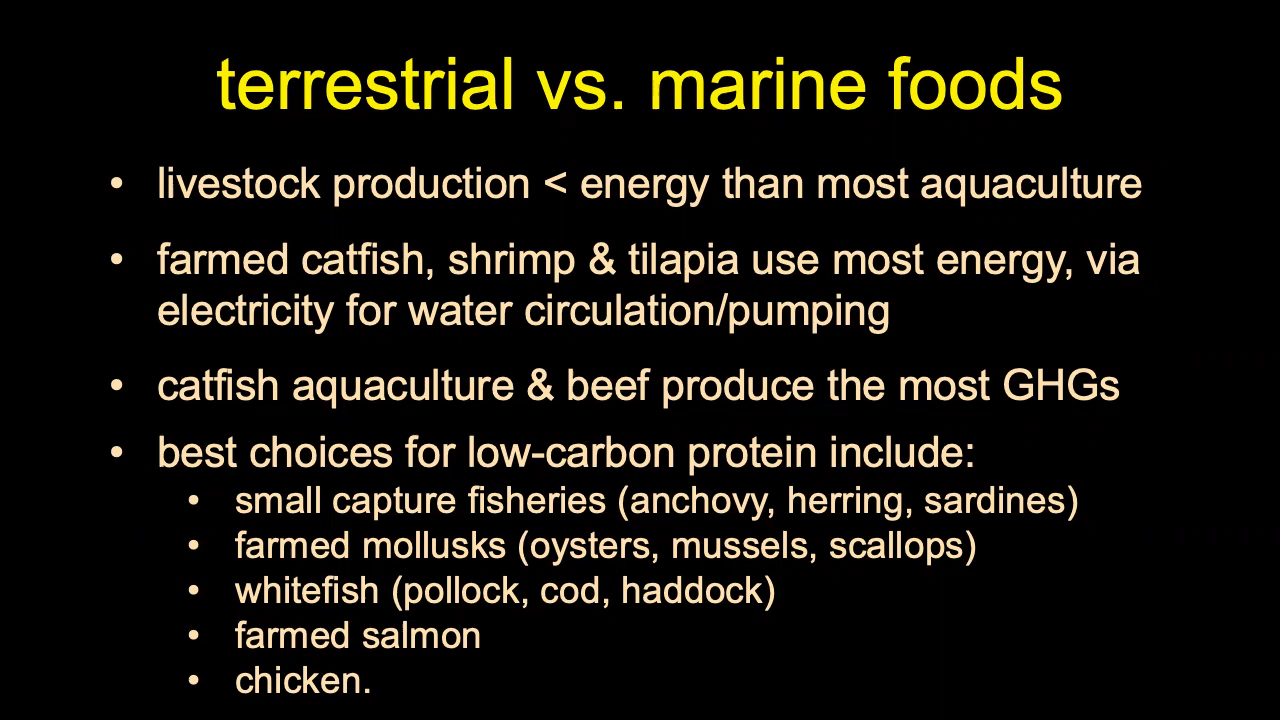 terrestrial vs. marine foods
• livestock production < energy than most aquaculture
• farmed catfish, shrimp & tilapia use most energy, via
electricity for water circulation/pumping
• catfish aquaculture & beef produce the most GHGs
• best choices for low-carbon protein include:
• small capture fisheries (anchovy, herring, sardines)
• farmed mollusks (oysters, mussels, scallops)
• whitefish (pollock, cod, haddock)
• farmed salmon
• chicken.